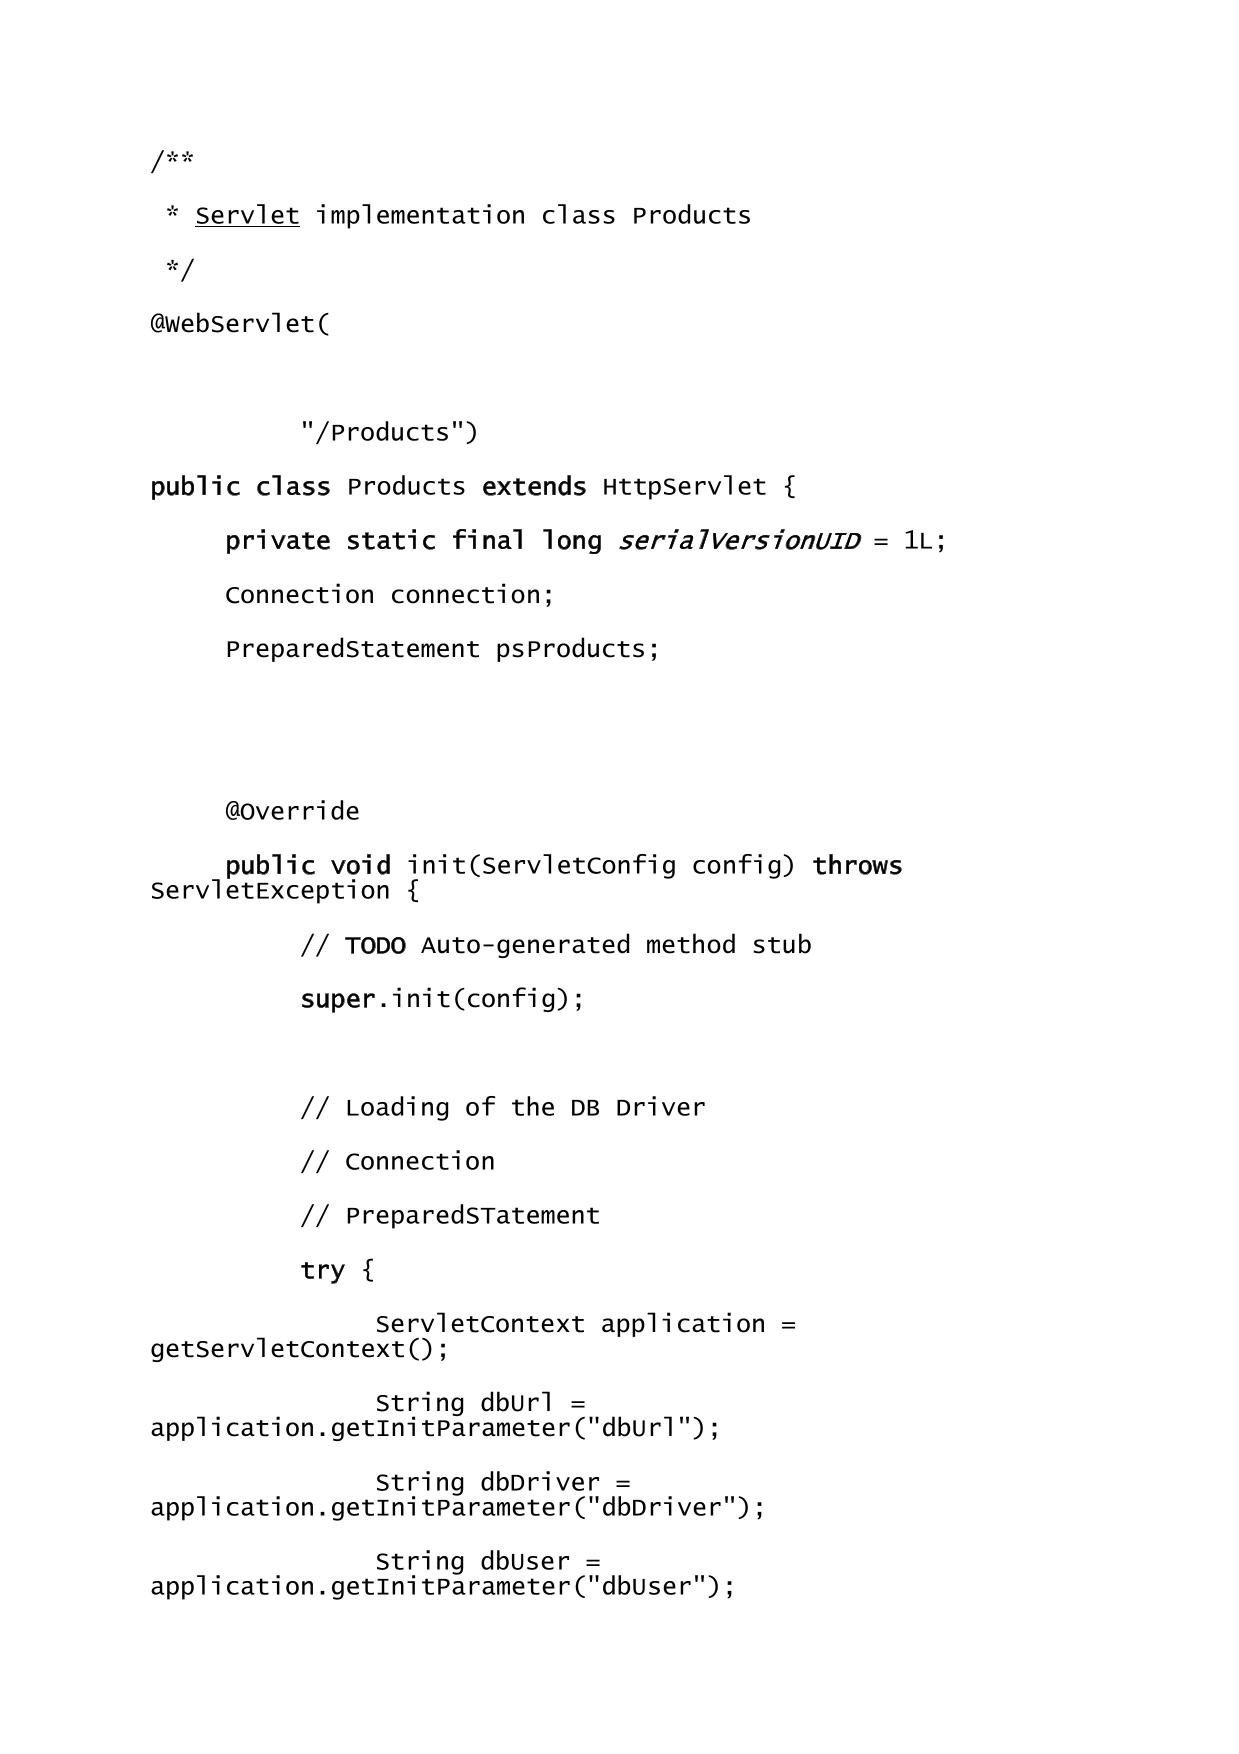 /**
 * Servlet implementation class Products
 */
@WebServlet(
          "/Products")
public class Products extends HttpServlet {
     private static final long serialVersionUID = 1L;
     Connection connection;
     PreparedStatement psProducts;
     @Override
     public void init(ServletConfig config) throws
ServletException {
          // TODO Auto-generated method stub
          super.init(config);
          // Loading of the DB Driver
          // Connection
          // PreparedSTatement
          try {
               ServletContext application =
getServletContext();
               String dbUrl =
application.getInitParameter("dbUrl");
               String dbDriver =
application.getInitParameter("dbDriver");
               String dbUser =
application.getInitParameter("dbUser");